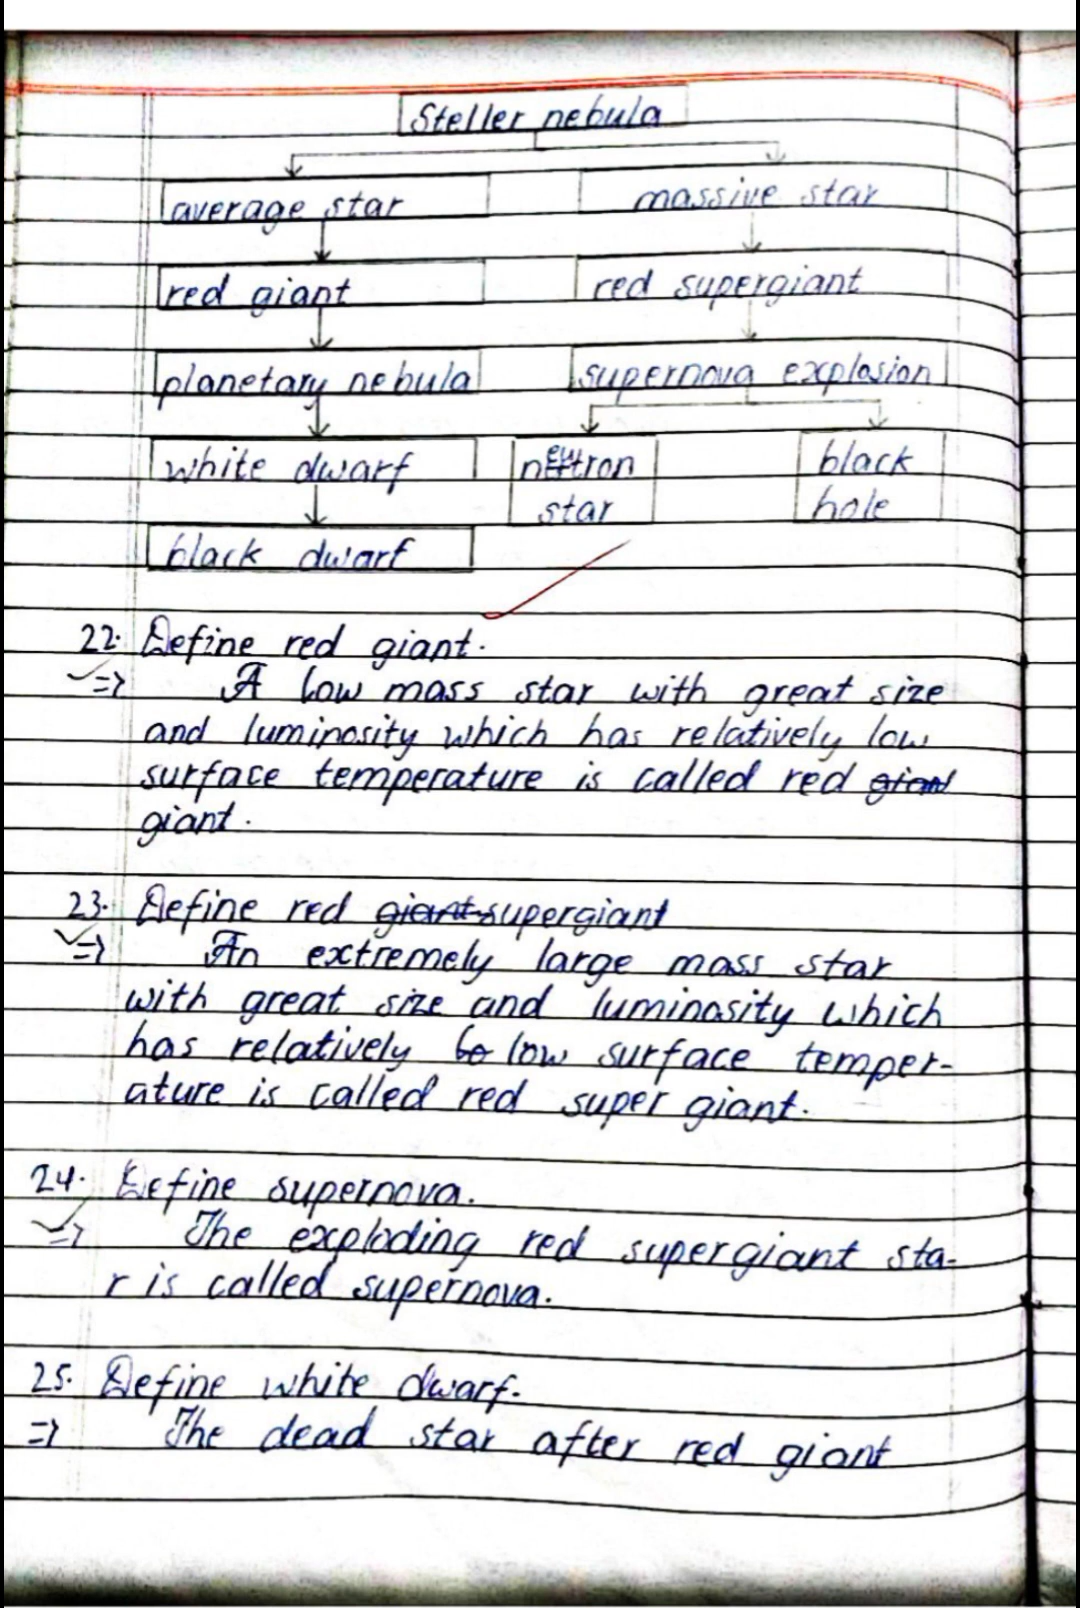 Steller nebula
average star massive star
red giant red supergiant
planetary nebula supernova explosion
white dwarf neutron star black hole
black dwarf
22. Define red giant.
=> A low mass star with great size
and luminosity which has relatively low
surface temperature is called red gian
giant.
23. Define red giant supergiant
=> An extremely large mass star
with great size and luminosity which
has relatively lo low surface temper-
ature is called red super giant.
24. Define supernova.
=> The exploding red supergiant sta-
r is called supernova.
25. Define white dwarf.
=> The dead star after red giant